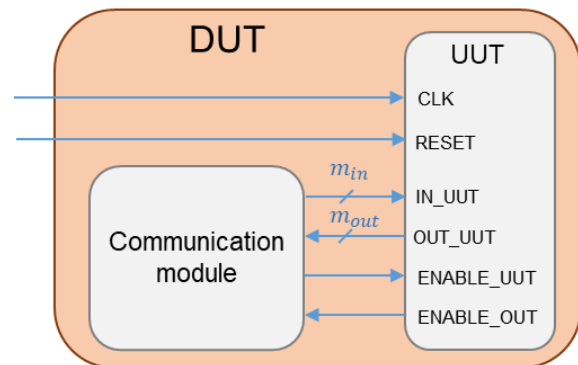 DUT
UUT
CLK
RESET
m_in
IN_UUT
m_out
OUT_UUT
Communication
module
ENABLE_UUT
ENABLE_OUT